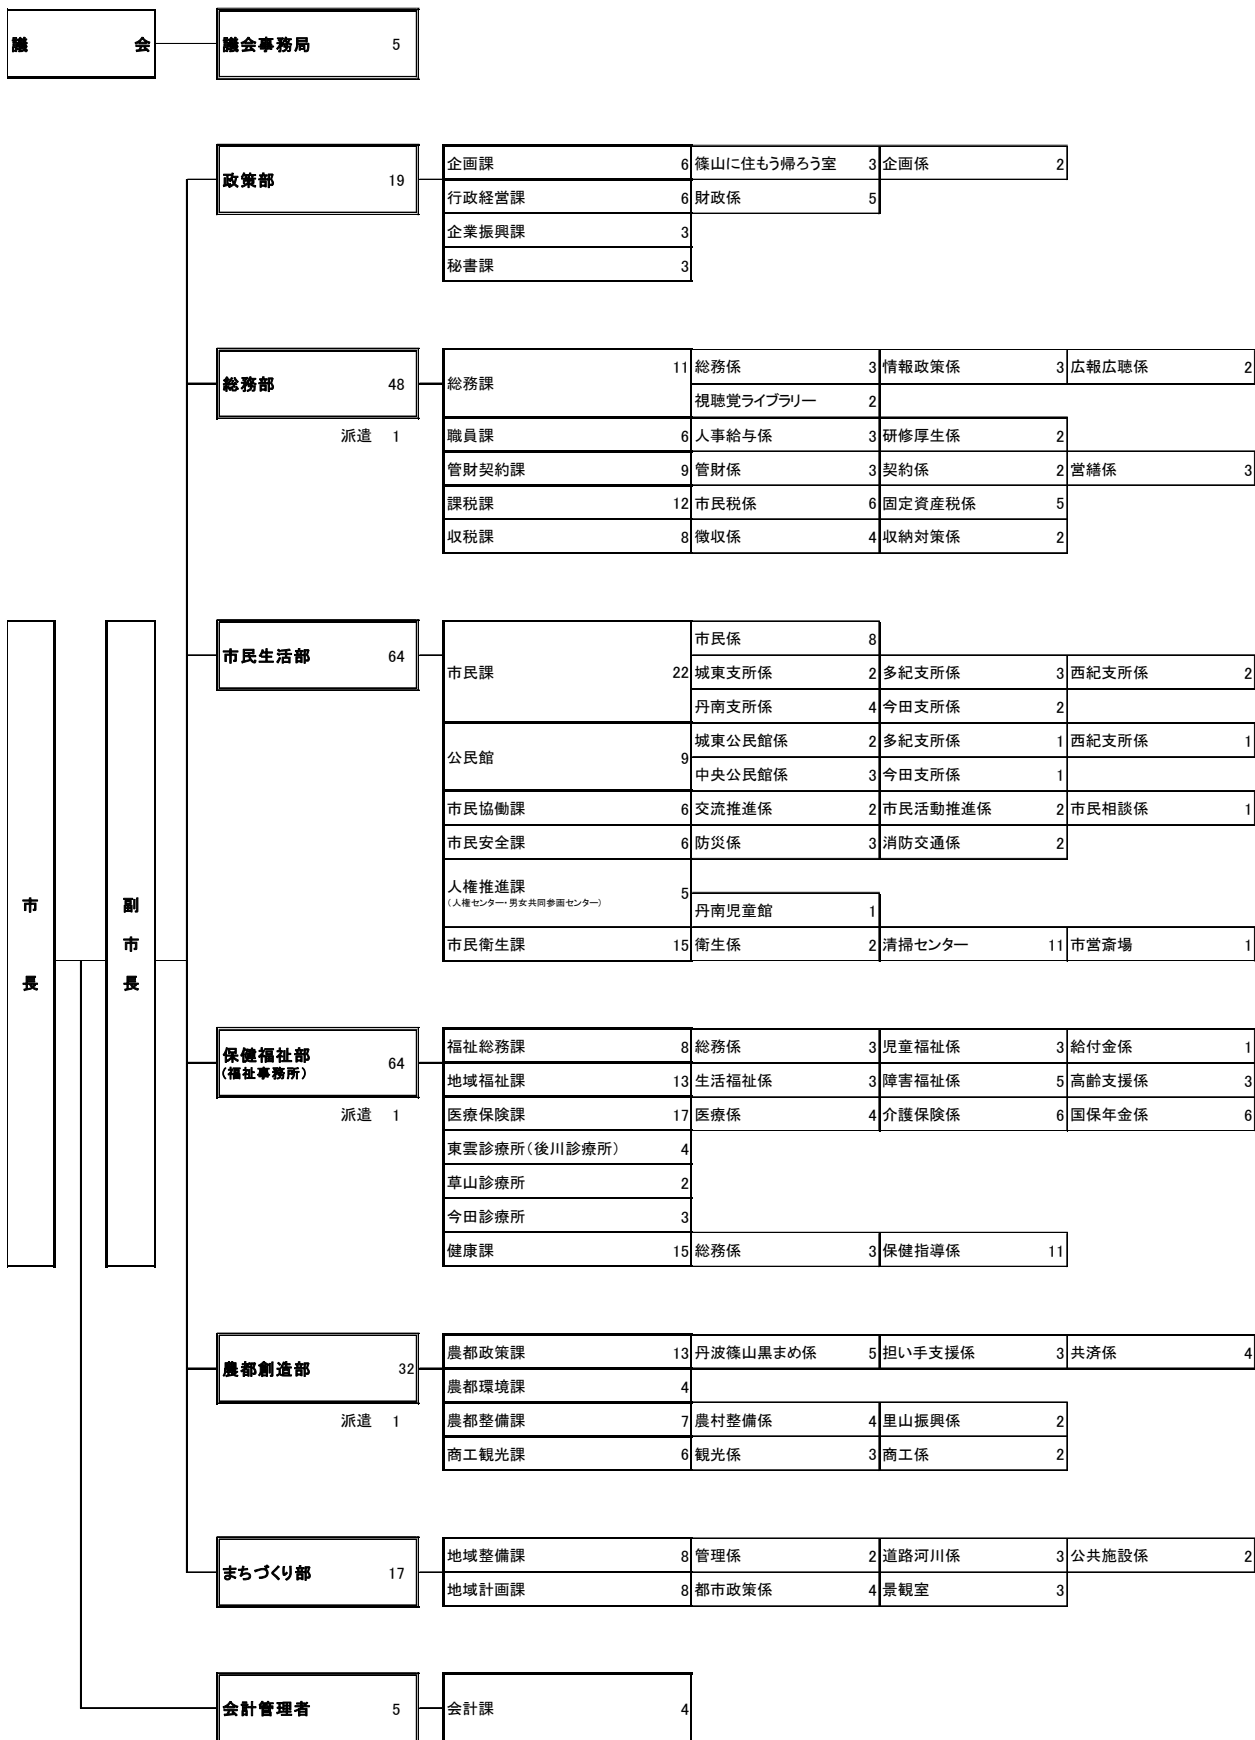 議会 議会事務局 5
政策部 19 企画課 6 篠山に住もう帰ろう室 3 企画係 2
行政経営課 6 財政係 5
企業振興課 3
秘書課 3
総務部 48 総務課 11 総務係 3 情報政策係 3 広報広聴係 2
視聴覚ライブラリー 2
派遣 1 職員課 6 人事給与係 3 研修厚生係 2
管財契約課 9 管財係 3 契約係 2 営繕係 3
課税課 12 市民税係 6 固定資産税係 5
収税課 8 徴収係 4 収納対策係 2
市長
副市長
市民生活部 64 市民課 22 市民係 8
城東支所係 2 多紀支所係 3 西紀支所係 2
丹南支所係 4 今田支所係 2
公民館 9 城東公民館係 2 多紀支所係 1 西紀支所係 1
中央公民館係 3 今田支所係 1
市民協働課 6 交流推進係 2 市民活動推進係 2 市民相談係 1
市民安全課 6 防災係 3 消防交通係 2
人権推進課 5
(人権センター・男女共同参画センター)
丹南児童館 1
市民衛生課 15 衛生係 2 清掃センター 11 市営斎場 1
保健福祉部 64 福祉総務課 8 総務係 3 児童福祉係 3 給付金係 1
(福祉事務所)
地域福祉課 13 生活福祉係 3 障害福祉係 5 高齢支援係 3
派遣 1 医療保険課 17 医療係 4 介護保険係 6 国保年金係 6
東雲診療所(後川診療所) 4
草山診療所 2
今田診療所 3
健康課 15 総務係 3 保健指導係 11
農都創造部 32 農都政策課 13 丹波篠山黒まめ係 5 担い手支援係 3 共済係 4
農都環境課 4
派遣 1 農都整備課 7 農村整備係 4 里山振興係 2
商工観光課 6 観光係 3 商工係 2
まちづくり部 17 地域整備課 8 管理係 2 道路河川係 3 公共施設係 2
地域計画課 8 都市政策係 4 景観室 3
会計管理者 5 会計課 4